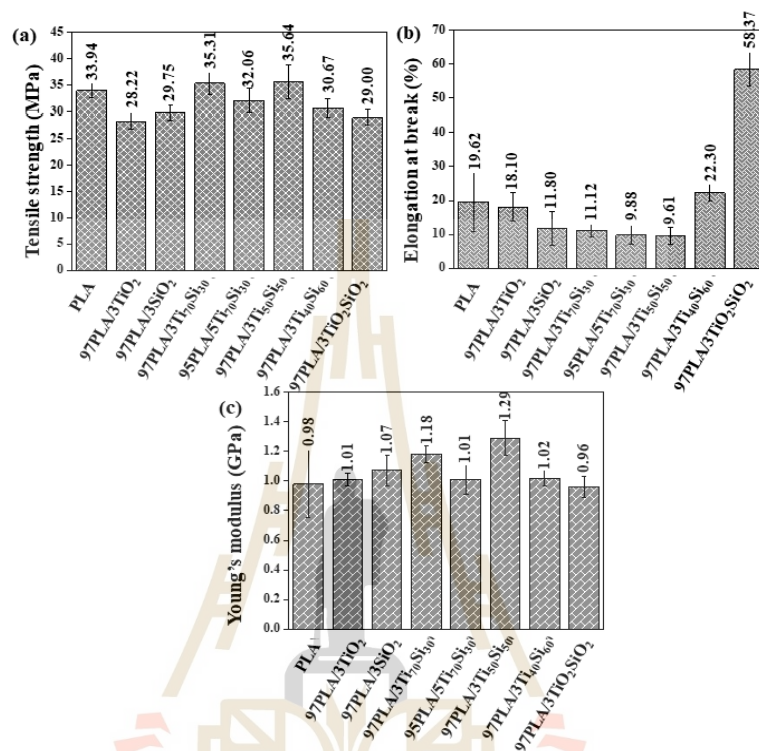 (a)
Tensile strength (MPa)
45
40
35
30
25
20
15
10
5
0
33.94
28.22
29.75
35.31
32.06
35.64
30.67
29.00
PLA
97PLA/3TiO₂
97PLA/3SiO₂
97PLA/3Ti₇₀Si₃₀
95PLA/5Ti₇₀Si₃₀
97PLA/3Ti₅₀Si₅₀
97PLA/3Ti₄₀Si₆₀
97PLA/3TiO₂SiO₂
(b)
Elongation at break (%)
70
60
50
40
30
20
10
0
19.62
18.10
11.80
11.12
9.88
9.61
22.30
58.37
PLA
97PLA/3TiO₂
97PLA/3SiO₂
97PLA/3Ti₇₀Si₃₀
95PLA/5Ti₇₀Si₃₀
97PLA/3Ti₅₀Si₅₀
97PLA/3Ti₄₀Si₆₀
97PLA/3TiO₂SiO₂
(c)
Young's modulus (GPa)
1.6
1.4
1.2
1.0
0.8
0.6
0.4
0.2
0.0
0.98
1.01
1.07
1.18
1.01
1.29
1.02
0.96
PLA
97PLA/3TiO₂
97PLA/3SiO₂
97PLA/3Ti₇₀Si₃₀
95PLA/5Ti₇₀Si₃₀
97PLA/3Ti₅₀Si₅₀
97PLA/3Ti₄₀Si₆₀
97PLA/3TiO₂SiO₂